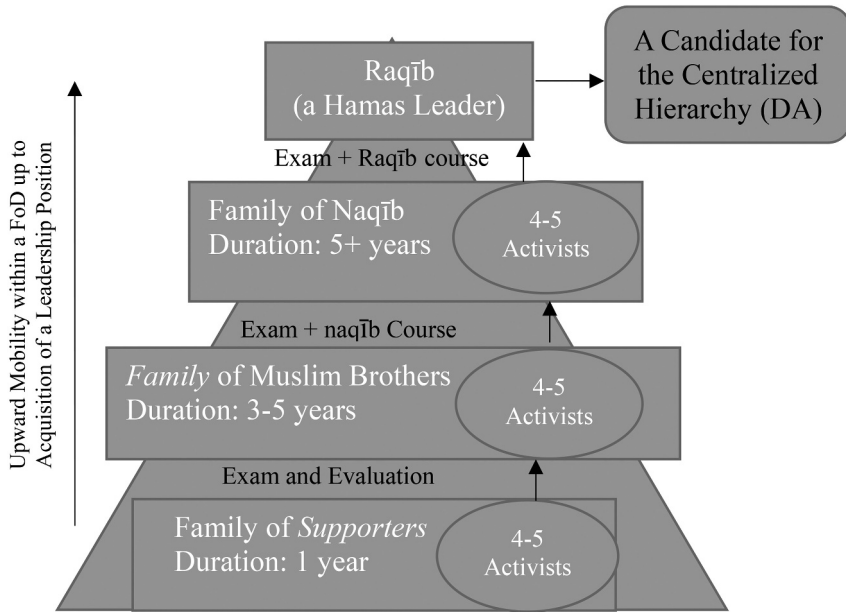 Raqīb
(a Hamas Leader)
A Candidate for
the Centralized
Hierarchy (DA)
Exam + Raqīb course
Family of Naqīb
Duration: 5+ years
4-5
Activists
Exam + naqīb Course
Family of Muslim Brothers
Duration: 3-5 years
4-5
Activists
Exam and Evaluation
Family of Supporters
Duration: 1 year
4-5
Activists
Upward Mobility within a FoD up to
Acquisition of a Leadership Position